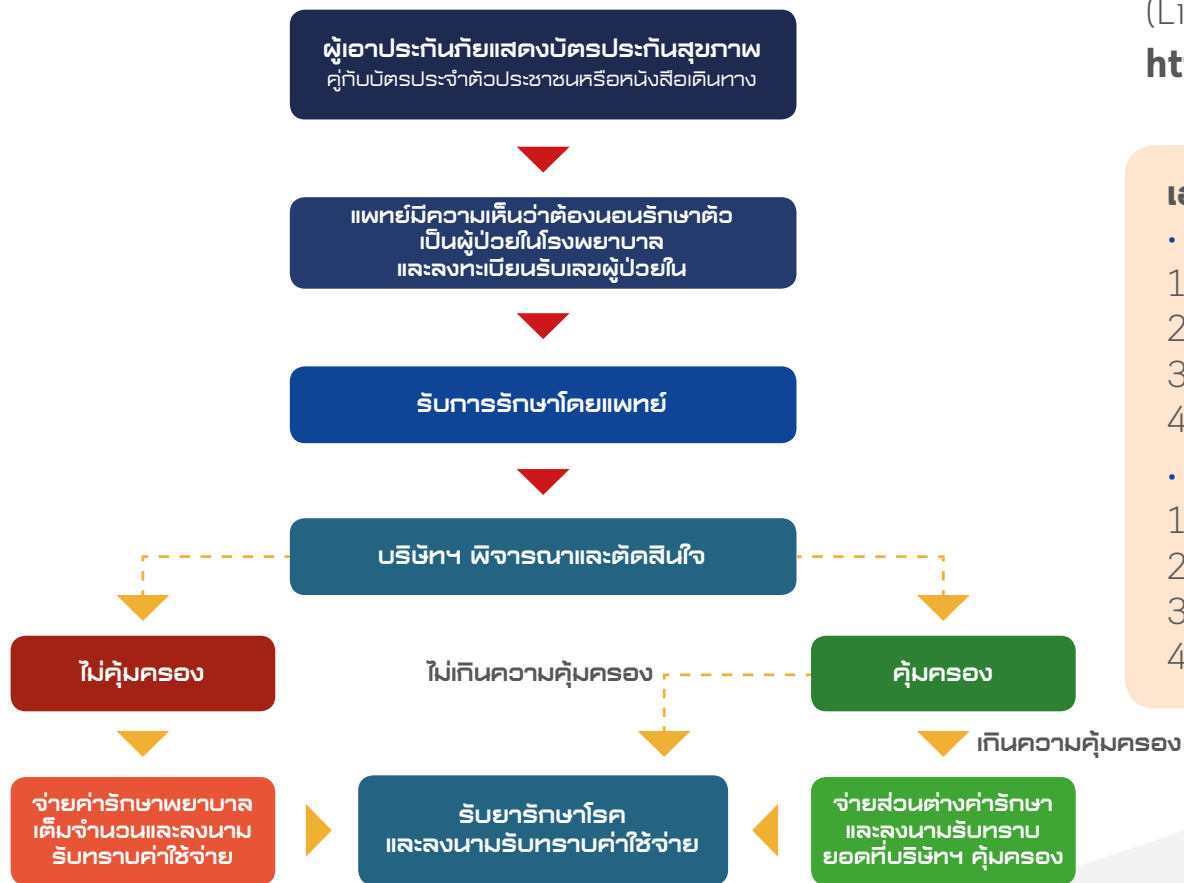 (Li
ht
ผู้เอาประกันภัยแสดงบัตรประกันสุขภาพ
คู่กับบัตรประจำตัวประชาชนหรือหนังสือเดินทาง
แพทย์มีความเห็นว่าต้องนอนรักษาตัว
เป็นผู้ป่วยในโรงพยาบาล
และลงทะเบียนรับเลขผู้ป่วยใน
รับการรักษาโดยแพทย์
บริษัทฯ พิจารณาและตัดสินใจ
ไม่คุ้มครอง
ไม่เกินความคุ้มครอง
คุ้มครอง
เกินความคุ้มครอง
จ่ายค่ารักษาพยาบาล
เต็มจำนวนและลงนาม
รับทราบค่าใช้จ่าย
รับยารักษาโรค
และลงนามรับทราบค่าใช้จ่าย
จ่ายส่วนต่างค่ารักษา
และลงนามรับทราบ
ยอดที่บริษัทฯ คุ้มครอง
•
1
2
3
4
•
1
2
3
4